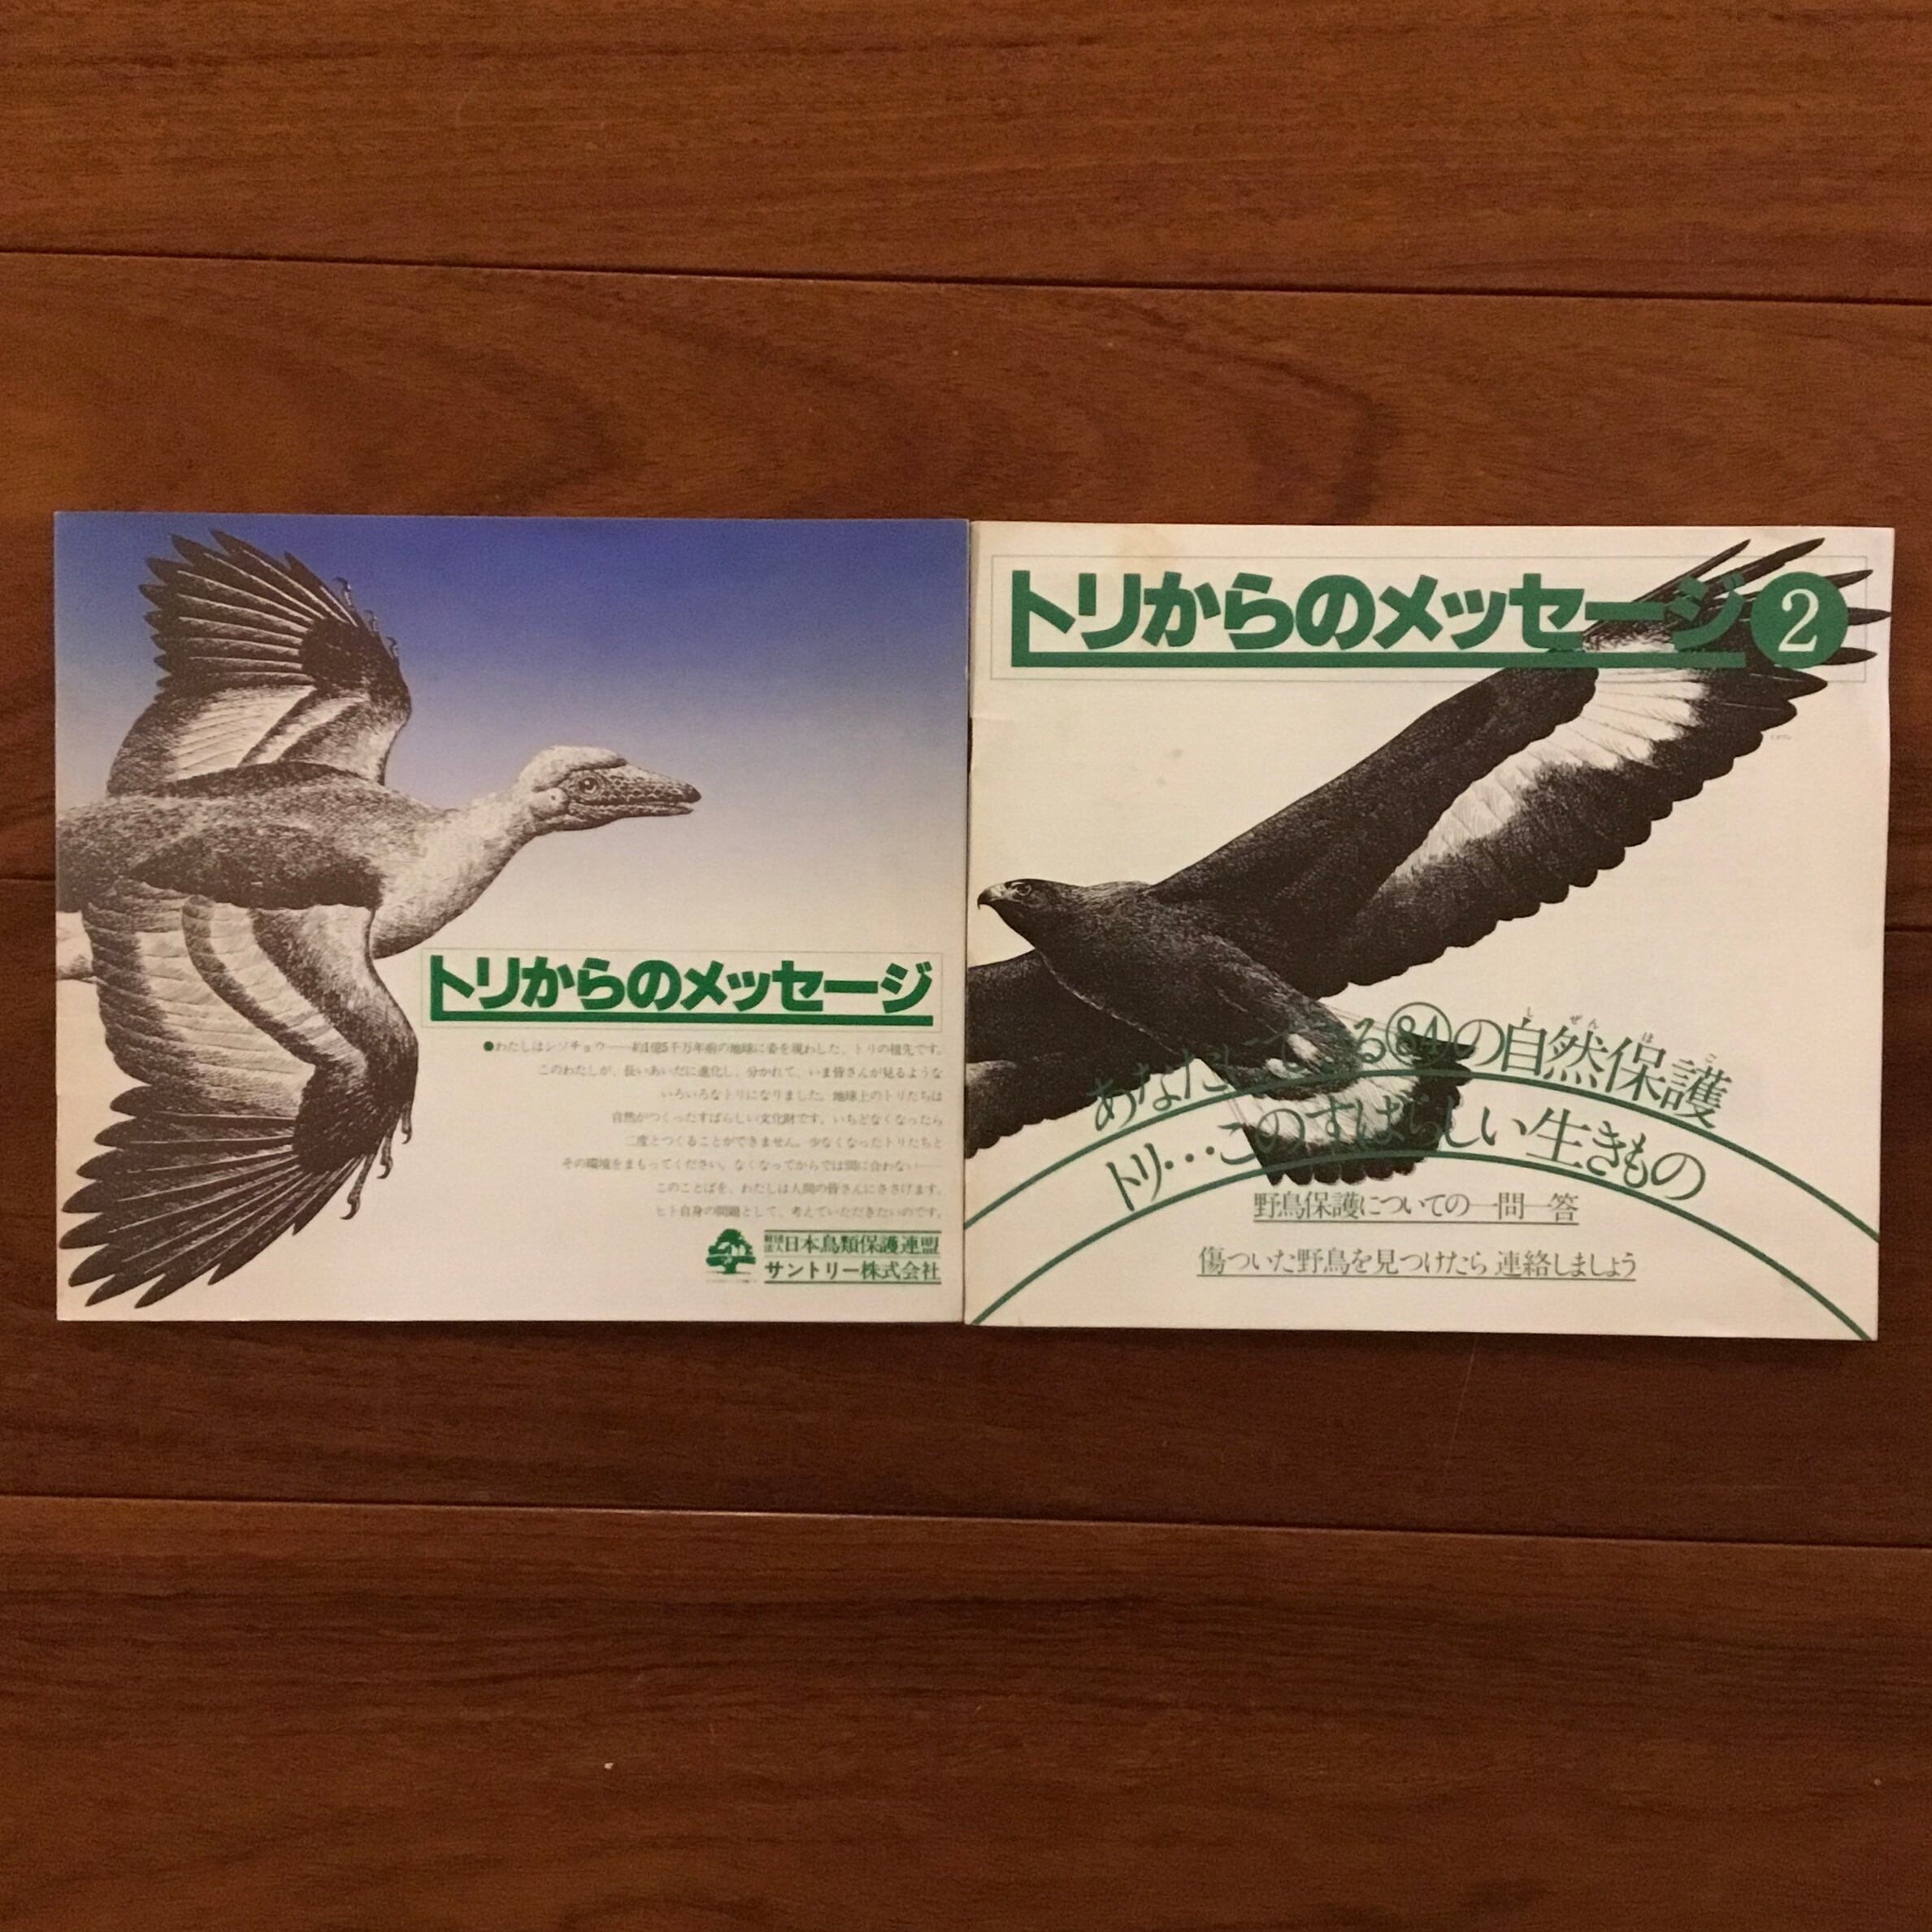 トリからのメッセージ
●わたしはシソチョウ——約1億5千万年前の地球に姿を現わした、トリの祖先です。
このわたしが、長いあいだに進化し、分かれて、いま皆さんが見るような
いろいろなトリになりました。地球上のトリたちは
自然がつくったすばらしい文化財です。いちどなくなったら
二度とつくることができません。少なくなったトリたちと
その環境をまもってください。なくなってからでは間に合わない——
このことばを、わたしは人間の皆さんにささげます。
ヒト自身の問題として、考えていただきたいのです。
財団法人日本鳥類保護連盟
サントリー株式会社
トリからのメッセージ2
あなたにできる84の自然保護
しぜんほご
トリ…このすばらしい生きもの
野鳥保護についての一問一答
傷ついた野鳥を見つけたら連絡しましょう